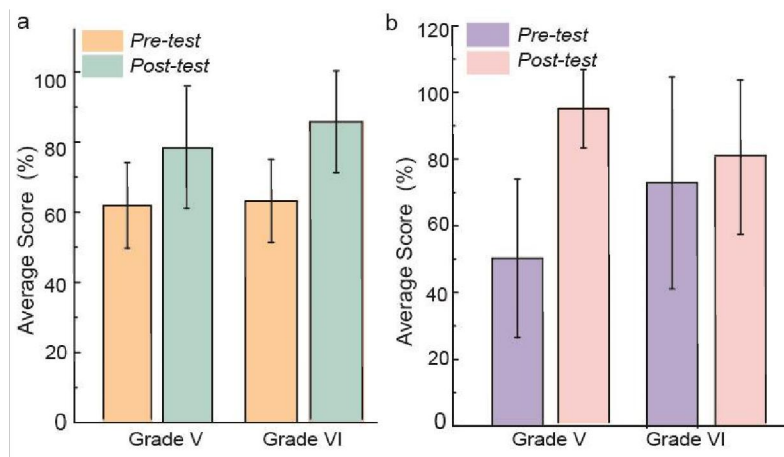 a
Pre-test
Post-test
100
80
60
40
20
0
Average Score (%)
Grade V
Grade VI
b
Pre-test
Post-test
120
100
80
60
40
20
0
Average Score (%)
Grade V
Grade VI